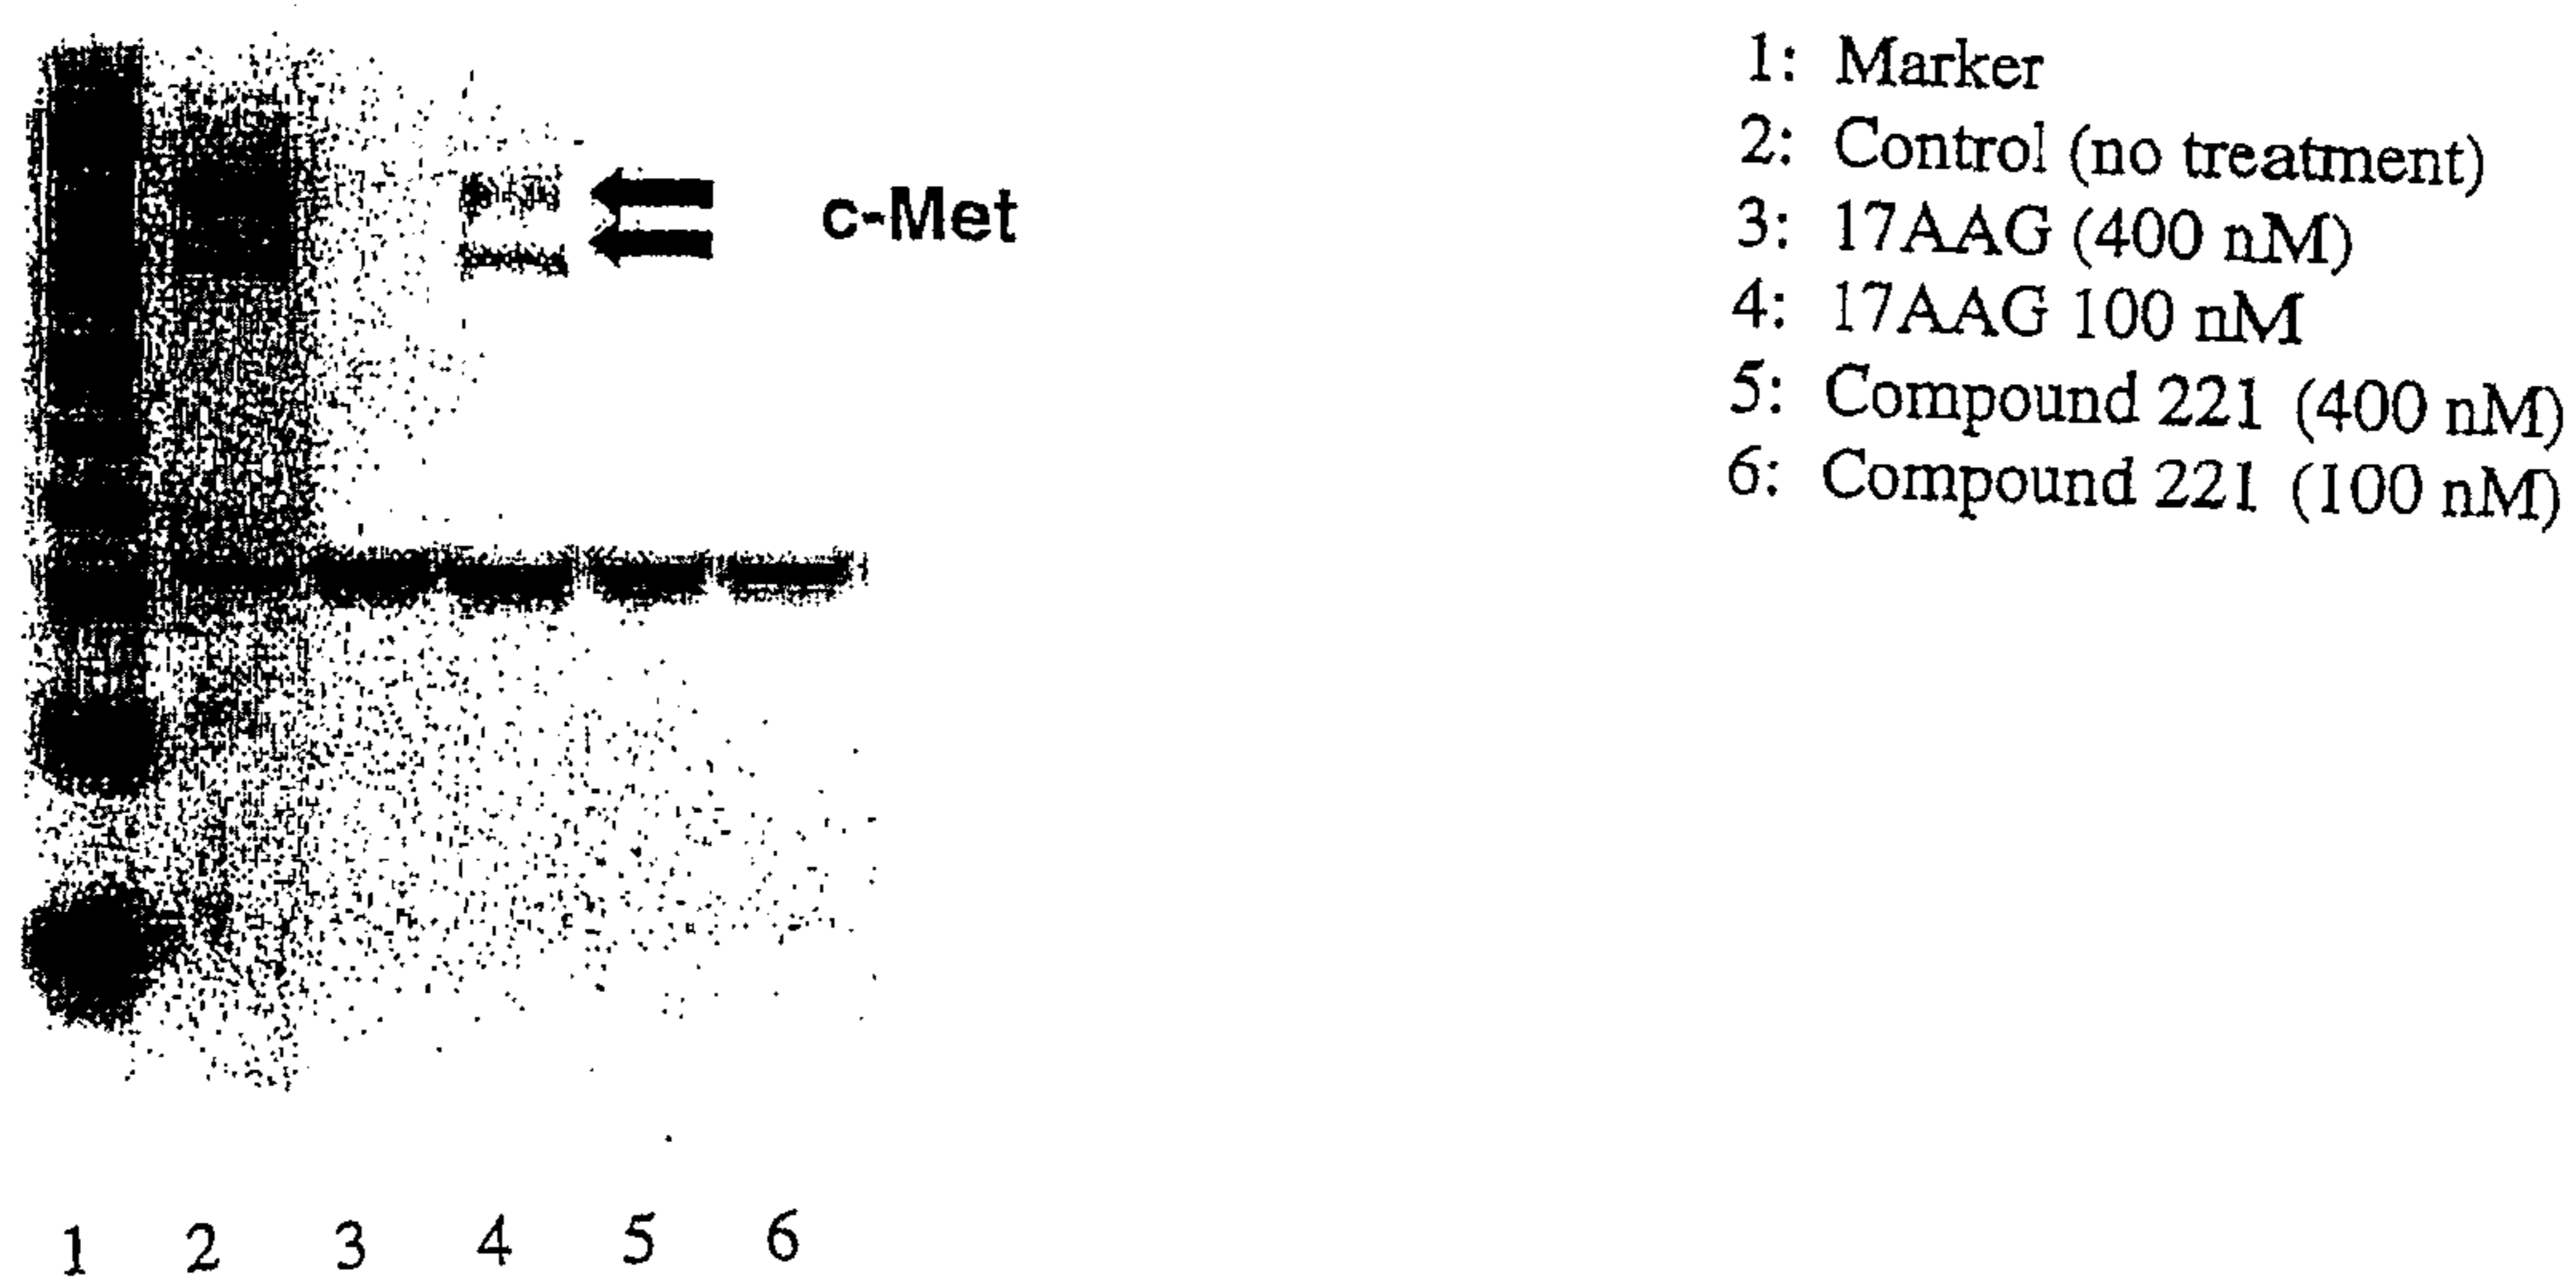 1: Marker
2: Control (no treatment)
3: 17AAG (400 nM)
4: 17AAG 100 nM
5: Compound 221 (400 nM)
6: Compound 221 (100 nM)
c-Met
1 2 3 4 5 6